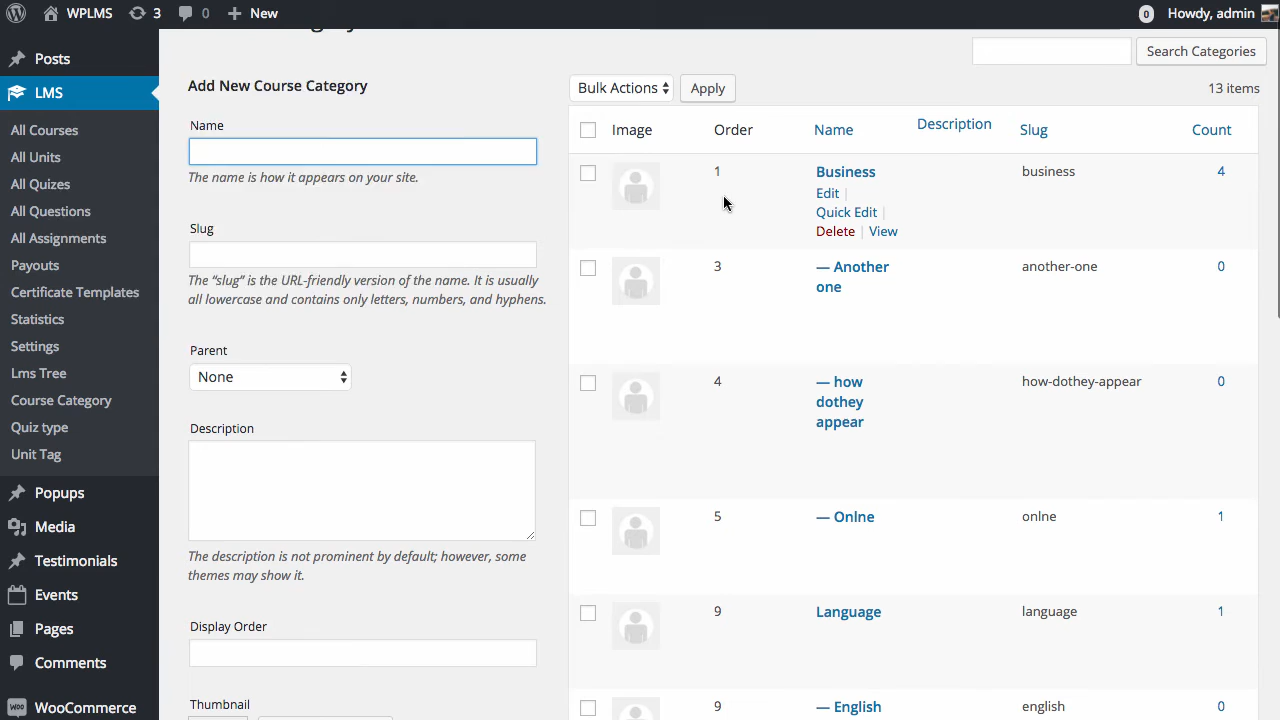 WPLMS 3 0 New 0 Howdy, admin
Posts
LMS
All Courses
All Units
All Quizes
All Questions
All Assignments
Payouts
Certificate Templates
Statistics
Settings
Lms Tree
Course Category
Quiz type
Unit Tag
Popups
Media
Testimonials
Events
Pages
Comments
WooCommerce
Search Categories
Add New Course Category
Name
The name is how it appears on your site.
Slug
The “slug” is the URL-friendly version of the name. It is usually
all lowercase and contains only letters, numbers, and hyphens.
Parent
None
Description
The description is not prominent by default; however, some
themes may show it.
Display Order
Thumbnail
Bulk Actions Apply 13 items
Image Order Name Description Slug Count
1 Business business 4
Edit |
Quick Edit |
Delete | View
3 — Another another-one 0
one
4 — how how-dothey-appear 0
dothey
appear
5 — Onlne onlne 1
9 Language language 1
9 — English english 0